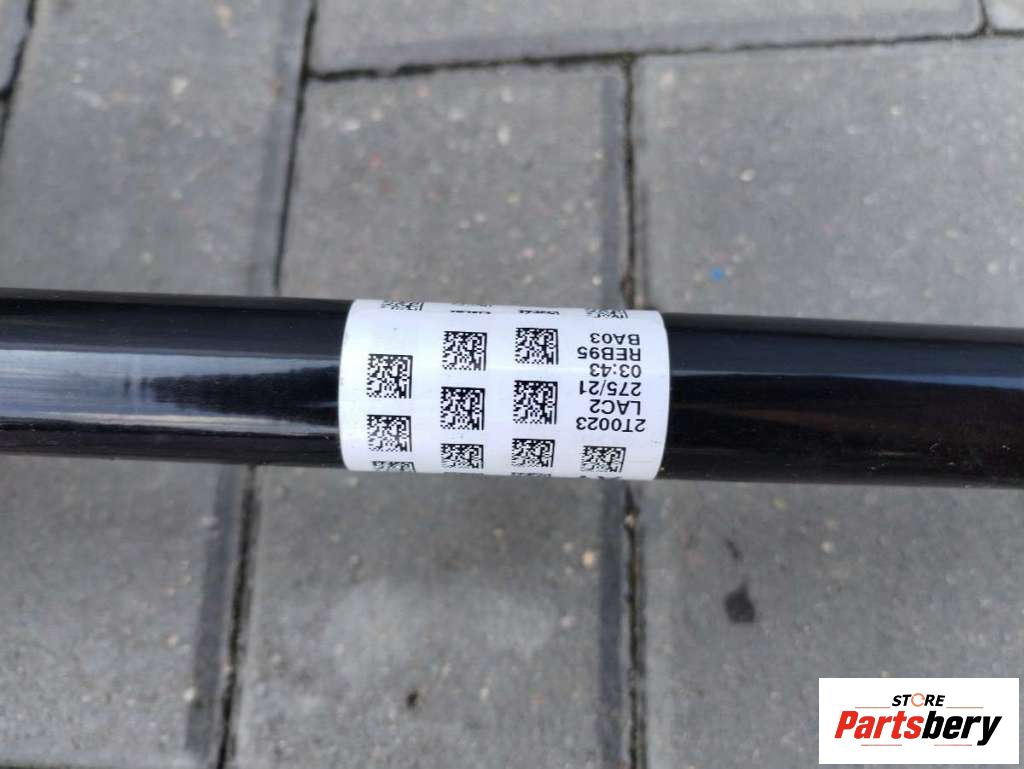 2T0023
LAC2
275/21
03:43
REB95
BA03
STORE
Partsbery